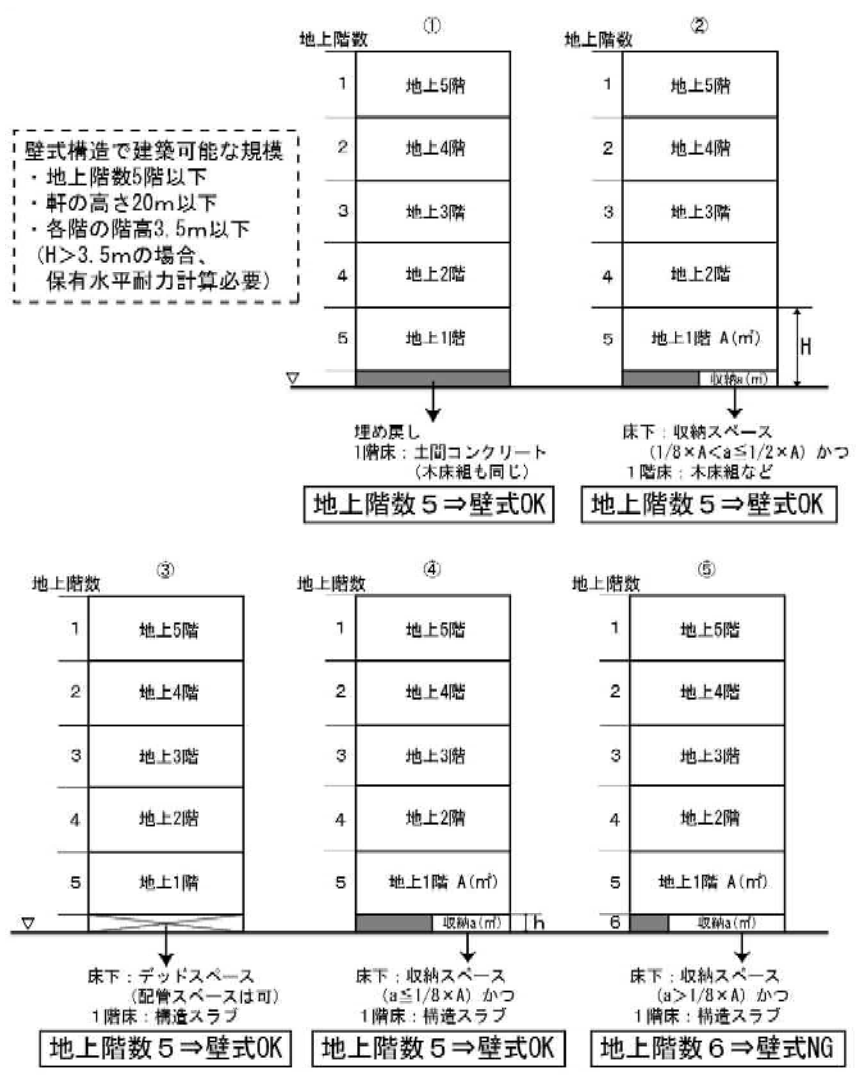 壁式構造で建築可能な規模
・地上階数5階以下
・軒の高さ20m以下
・各階の階高3.5m以下
(H>3.5mの場合、
保有水平耐力計算必要)
①
地上階数
1 地上5階
2 地上4階
3 地上3階
4 地上2階
5 地上1階
▽
埋め戻し
1階床：土間コンクリート
(木床組も同じ)
地上階数５⇒壁式OK
②
地上階数
1 地上5階
2 地上4階
3 地上3階
4 地上2階
5 地上1階 A(㎡)
H
収納a(㎡)
床下：収納スペース
(1/8×A<a≦1/2×A) かつ
１階床：木床組など
地上階数５⇒壁式OK
③
地上階数
1 地上5階
2 地上4階
3 地上3階
4 地上2階
5 地上1階
▽
床下：デッドスペース
(配管スペースは可)
１階床：構造スラブ
地上階数５⇒壁式OK
④
地上階数
1 地上5階
2 地上4階
3 地上3階
4 地上2階
5 地上1階 A(㎡)
収納a(㎡) h
床下：収納スペース
(a≦1/8×A) かつ
１階床：構造スラブ
地上階数５⇒壁式OK
⑤
地上階数
1 地上5階
2 地上4階
3 地上3階
4 地上2階
5 地上1階 A(㎡)
6 収納a(㎡)
床下：収納スペース
(a>1/8×A) かつ
１階床：構造スラブ
地上階数６⇒壁式NG